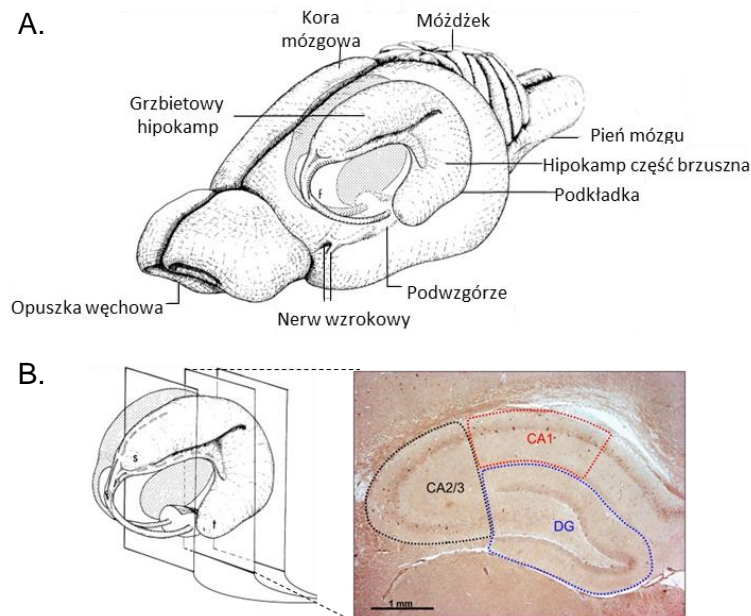 A.
Kora
mózgowa
Móżdżek
Grzbietowy
hipokamp
Pień mózgu
Hipokamp część brzuszna
Podkładka
f
Podwzgórze
Opuszka węchowa
Nerw wzrokowy
B.
s
t
CA1
CA2/3
DG
1 mm